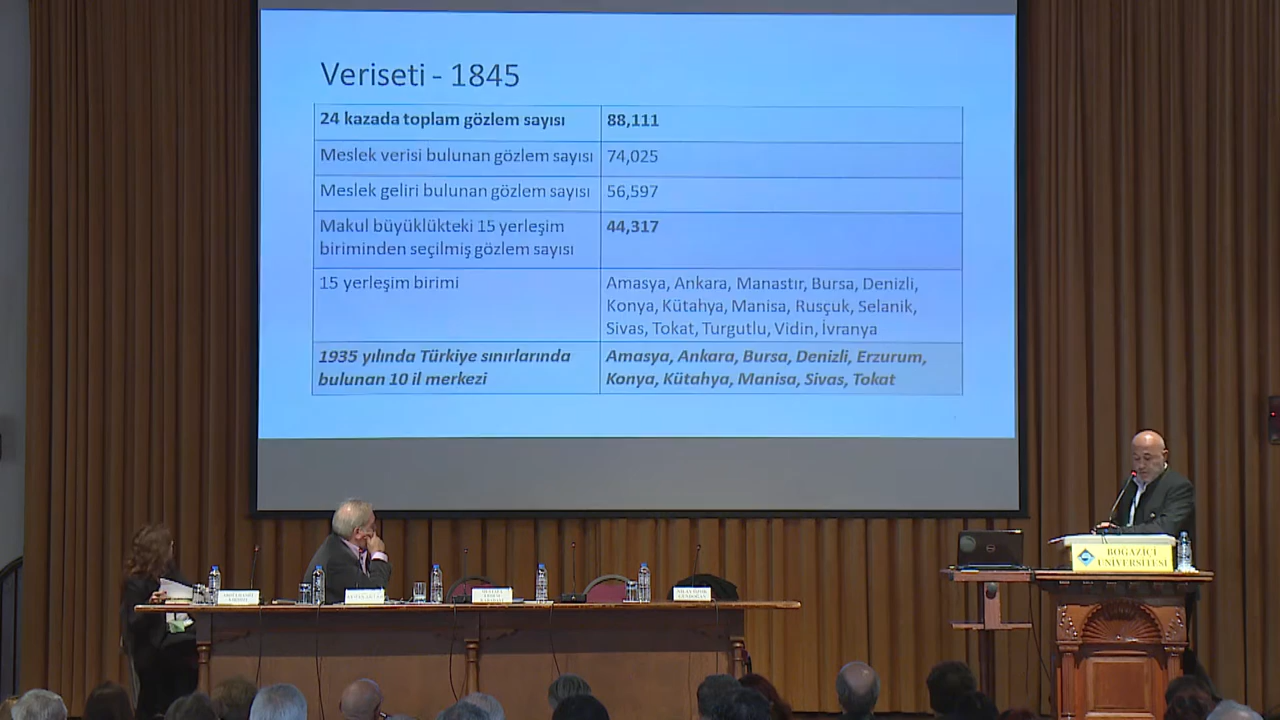 Veriseti - 1845
24 kazada toplam gözlem sayısı 88,111
Meslek verisi bulunan gözlem sayısı 74,025
Meslek geliri bulunan gözlem sayısı 56,597
Makul büyüklükteki 15 yerleşim
biriminden seçilmiş gözlem sayısı
44,317
15 yerleşim birimi
Amasya, Ankara, Manastır, Bursa, Denizli,
Konya, Kütahya, Manisa, Rusçuk, Selanik,
Sivas, Tokat, Turgutlu, Vidin, İvranya
1935 yılında Türkiye sınırlarında
bulunan 10 il merkezi
Amasya, Ankara, Bursa, Denizli, Erzurum,
Konya, Kütahya, Manisa, Sivas, Tokat
BOĞAZİÇİ
ÜNİVERSİTESİ